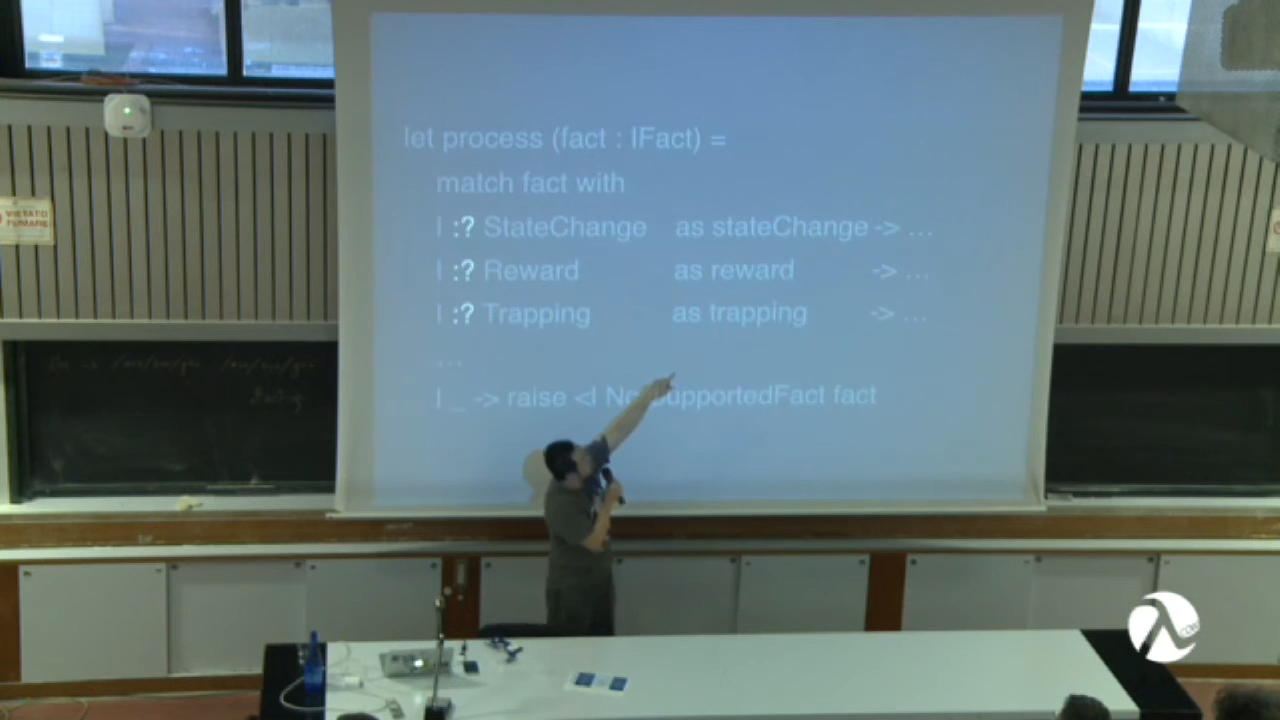 let process (fact : IFact) =
match fact with
| :? StateChange as stateChange -> ...
| :? Reward as reward -> ...
| :? Trapping as trapping -> ...
...
| _ -> raise <| supportedFact fact
VIETATO
FUMARE